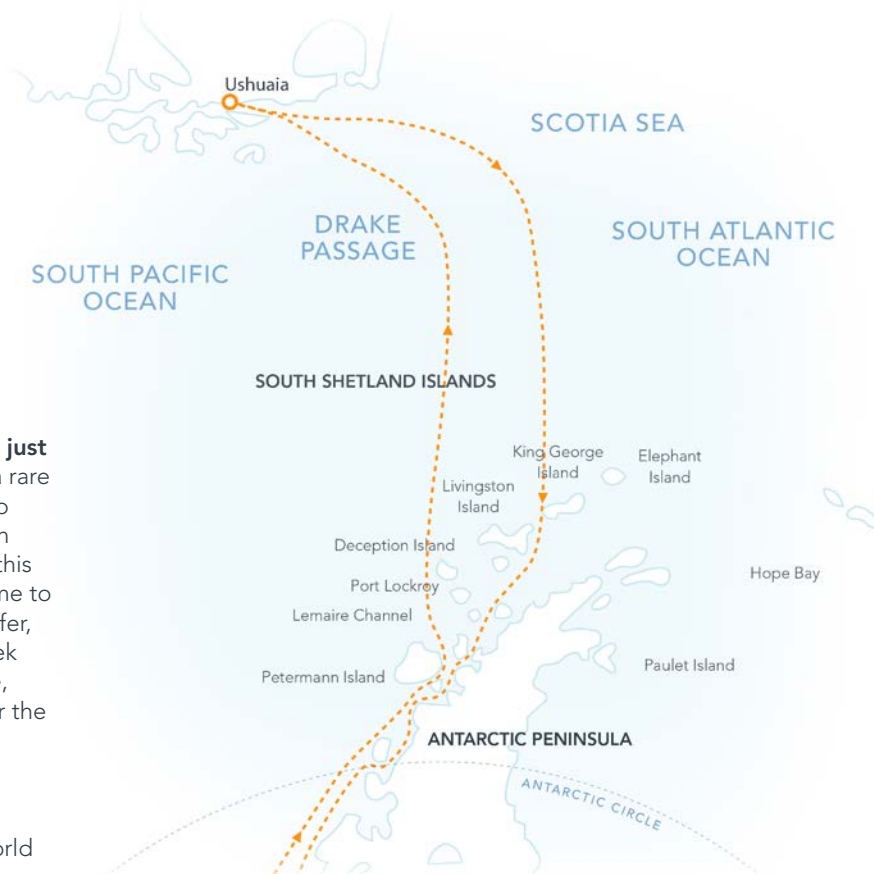 Ushuaia
SCOTIA SEA
DRAKE
PASSAGE
SOUTH ATLANTIC
OCEAN
SOUTH PACIFIC
OCEAN
SOUTH SHETLAND ISLANDS
King George
Island
Elephant
Island
Livingston
Island
Deception Island
Hope Bay
Port Lockroy
Lemaire Channel
Petermann Island
Paulet Island
ANTARCTIC PENINSULA
ANTARCTIC CIRCLE
just
a rare
o
n
this
me to
fer,
ek
,
r the
orld